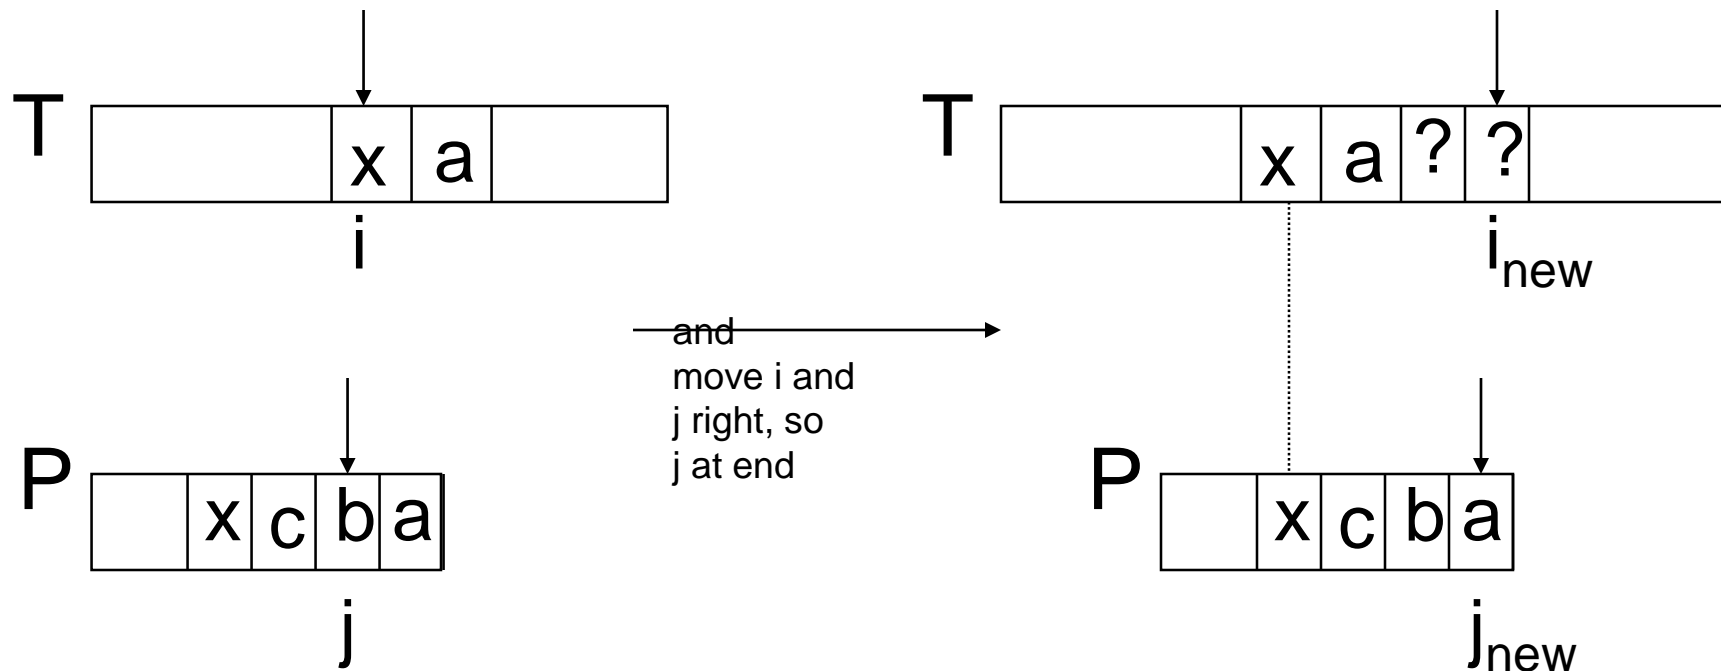 T x a
i
P x c b a
j
and
move i and
j right, so
j at end
T x a ? ?
i new
P x c b a
j new